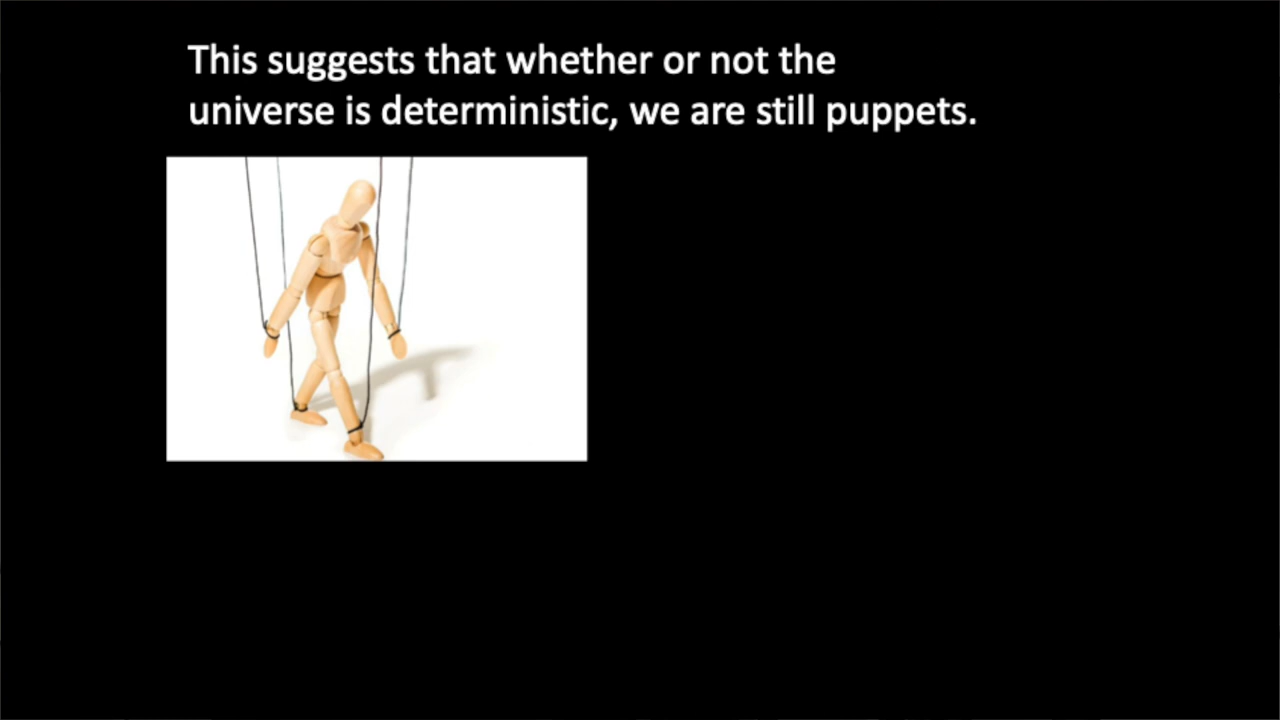 This suggests that whether or not the
universe is deterministic, we are still puppets.